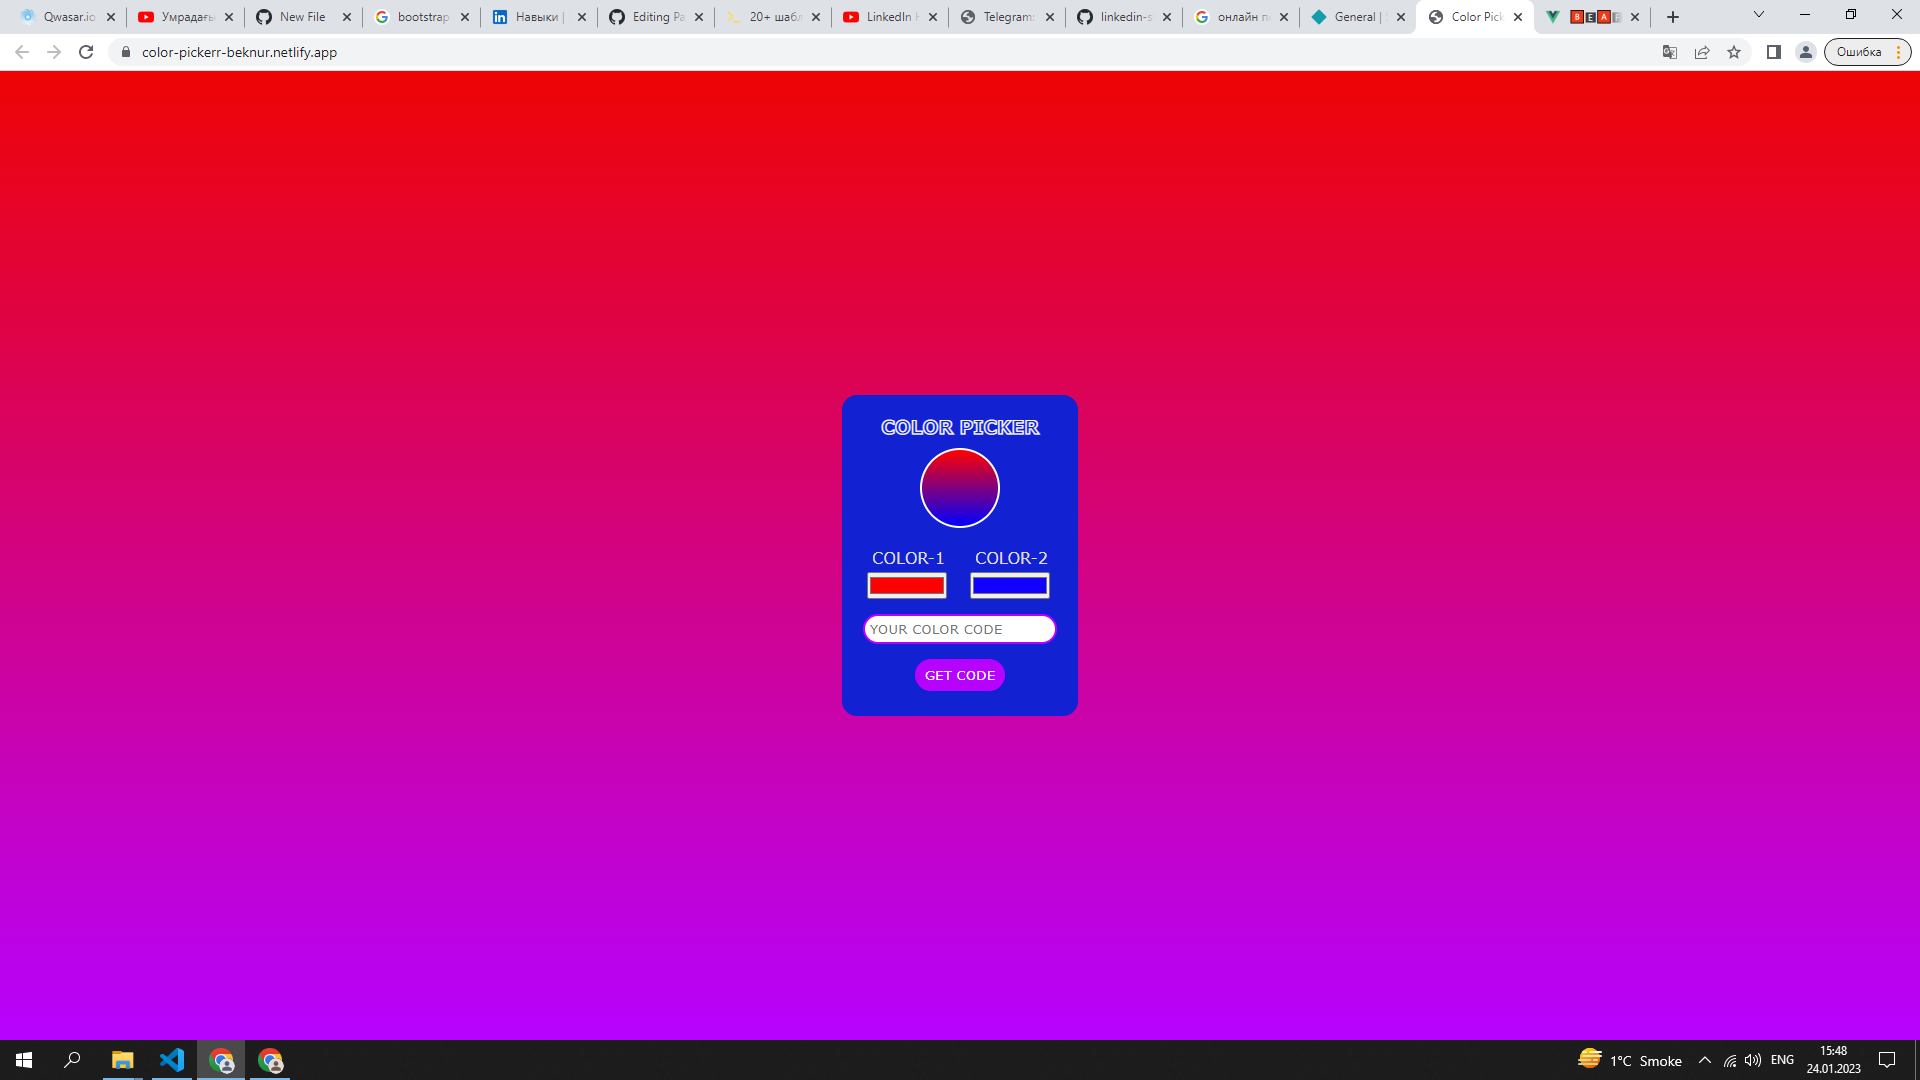 Qwasar.io
Умрадағы
New File
bootstrap
Навыки |
Editing Pa
20+ шабл
LinkedIn
Telegram:
linkedin-s
онлайн п
General |
Color Pick
BEA
color-pickerr-beknur.netlify.app
Ошибка
COLOR PICKER
COLOR-1 COLOR-2
YOUR COLOR CODE
GET CODE
1°C Smoke
ENG
15:48
24.01.2023